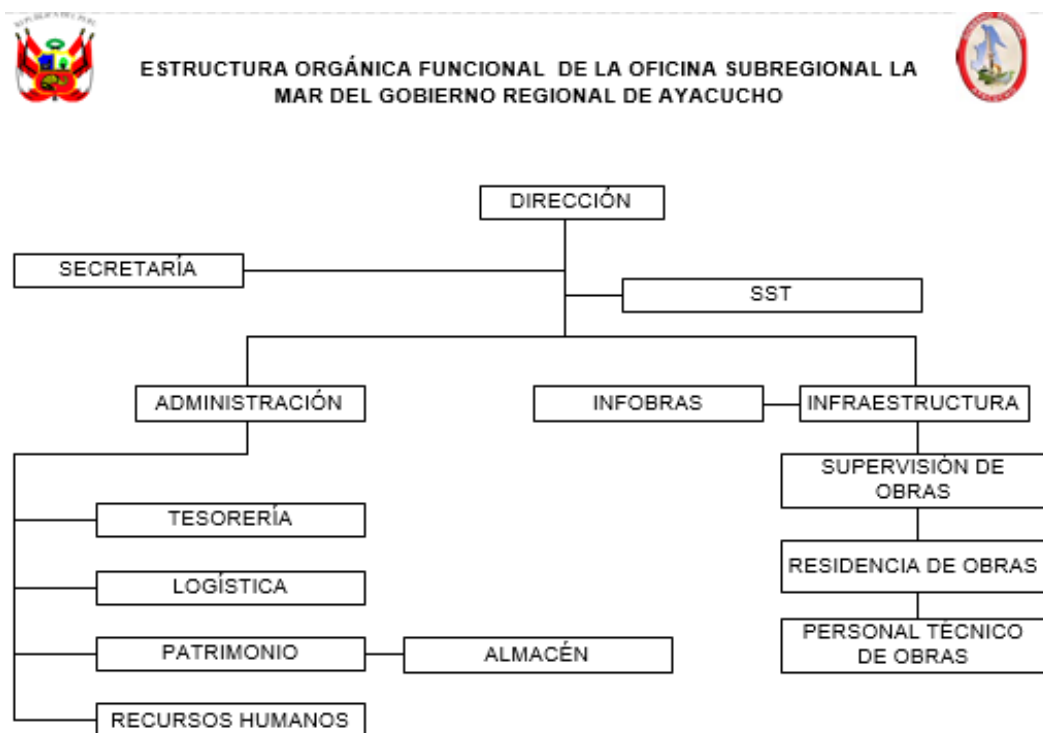 ESTRUCTURA ORGÁNICA FUNCIONAL DE LA OFICINA SUBREGIONAL LA
MAR DEL GOBIERNO REGIONAL DE AYACUCHO
DIRECCIÓN
SECRETARÍA
SST
ADMINISTRACIÓN
INFOBRAS
INFRAESTRUCTURA
SUPERVISIÓN DE
OBRAS
TESORERÍA
RESIDENCIA DE OBRAS
LOGÍSTICA
PERSONAL TÉCNICO
DE OBRAS
PATRIMONIO
ALMACÉN
RECURSOS HUMANOS